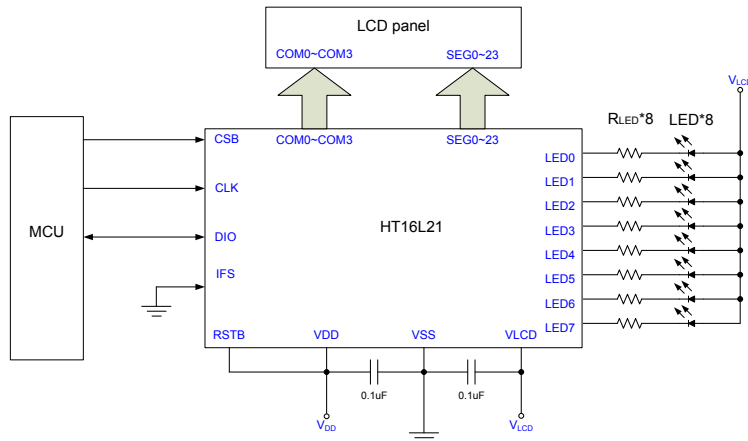 LCD panel
COM0~COM3 SEG0~23
VLCD
RLED*8 LED*8
CSB COM0~COM3 SEG0~23
LED0
CLK LED1
LED2
MCU DIO HT16L21 LED3
LED4
IFS LED5
LED6
RSTB VDD VSS VLCD LED7
0.1uF 0.1uF
VDD VLCD